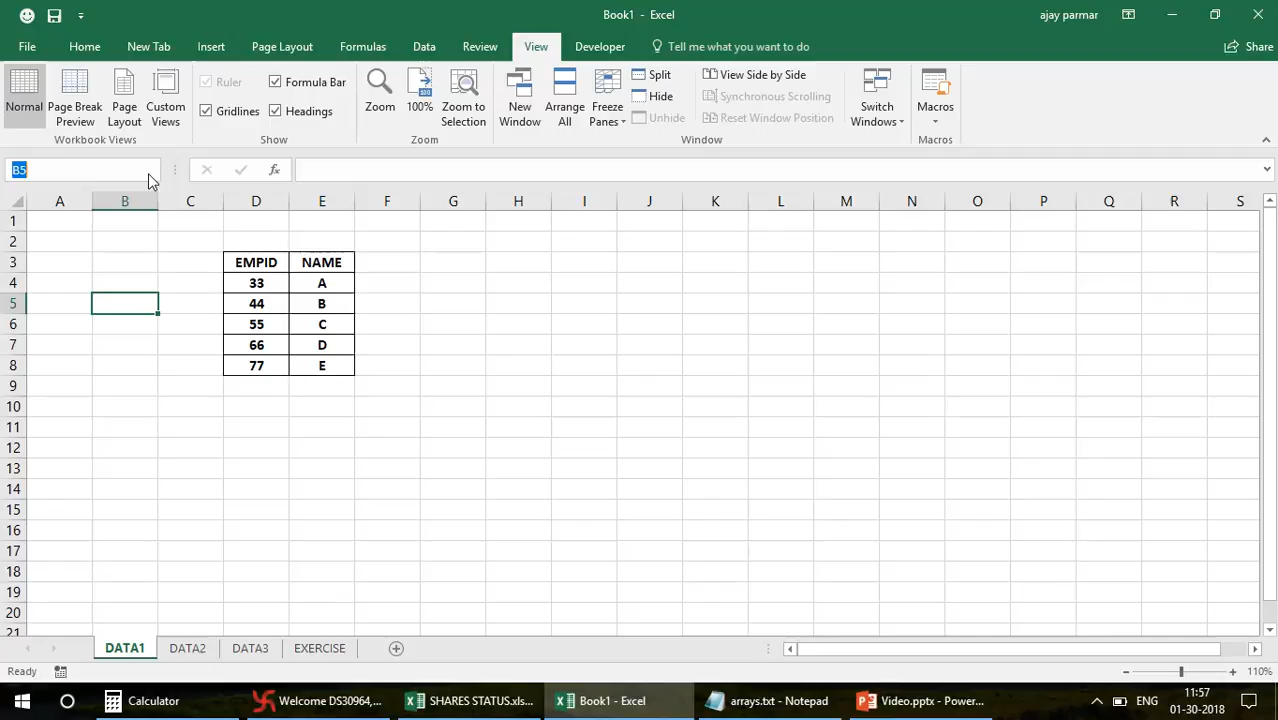 Book1 - Excel
ajay parmar
File Home New Tab Insert Page Layout Formulas Data Review View Developer Tell me what you want to do Share
Normal
Page Break Preview
Page Layout
Custom Views
Workbook Views
Ruler
Formula Bar
Gridlines
Headings
Show
Zoom
100%
Zoom to Selection
Zoom
New Window
Arrange All
Freeze Panes
Split
Hide
Unhide
View Side by Side
Synchronous Scrolling
Reset Window Position
Switch Windows
Window
Macros
Macros
B5
fx
A B C D E F G H I J K L M N O P Q R S
1
2
3 EMPID NAME
4 33 A
5 44 B
6 55 C
7 66 D
8 77 E
9
10
11
12
13
14
15
16
17
18
19
20
21
DATA1 DATA2 DATA3 EXERCISE
Ready
110%
Calculator
Welcome DS30964,...
SHARES STATUS.xls...
Book1 - Excel
arrays.txt - Notepad
Video.pptx - Power...
ENG
11:57
01-30-2018